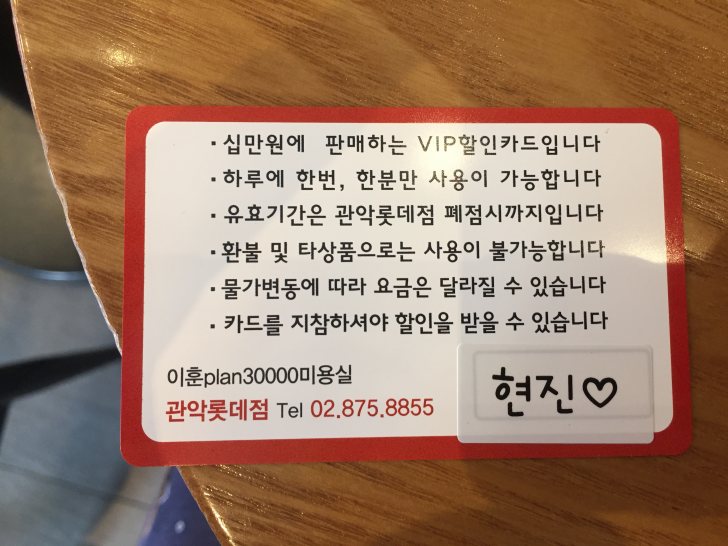 · 십만원에 판매하는 VIP할인카드입니다
· 하루에 한번, 한분만 사용이 가능합니다
· 유효기간은 관악롯데점 폐점시까지입니다
· 환불 및 타상품으로는 사용이 불가능합니다
· 물가변동에 따라 요금은 달라질 수 있습니다
· 카드를 지참하셔야 할인을 받을 수 있습니다
이훈plan30000미용실
관악롯데점 Tel 02.875.8855
현진♡